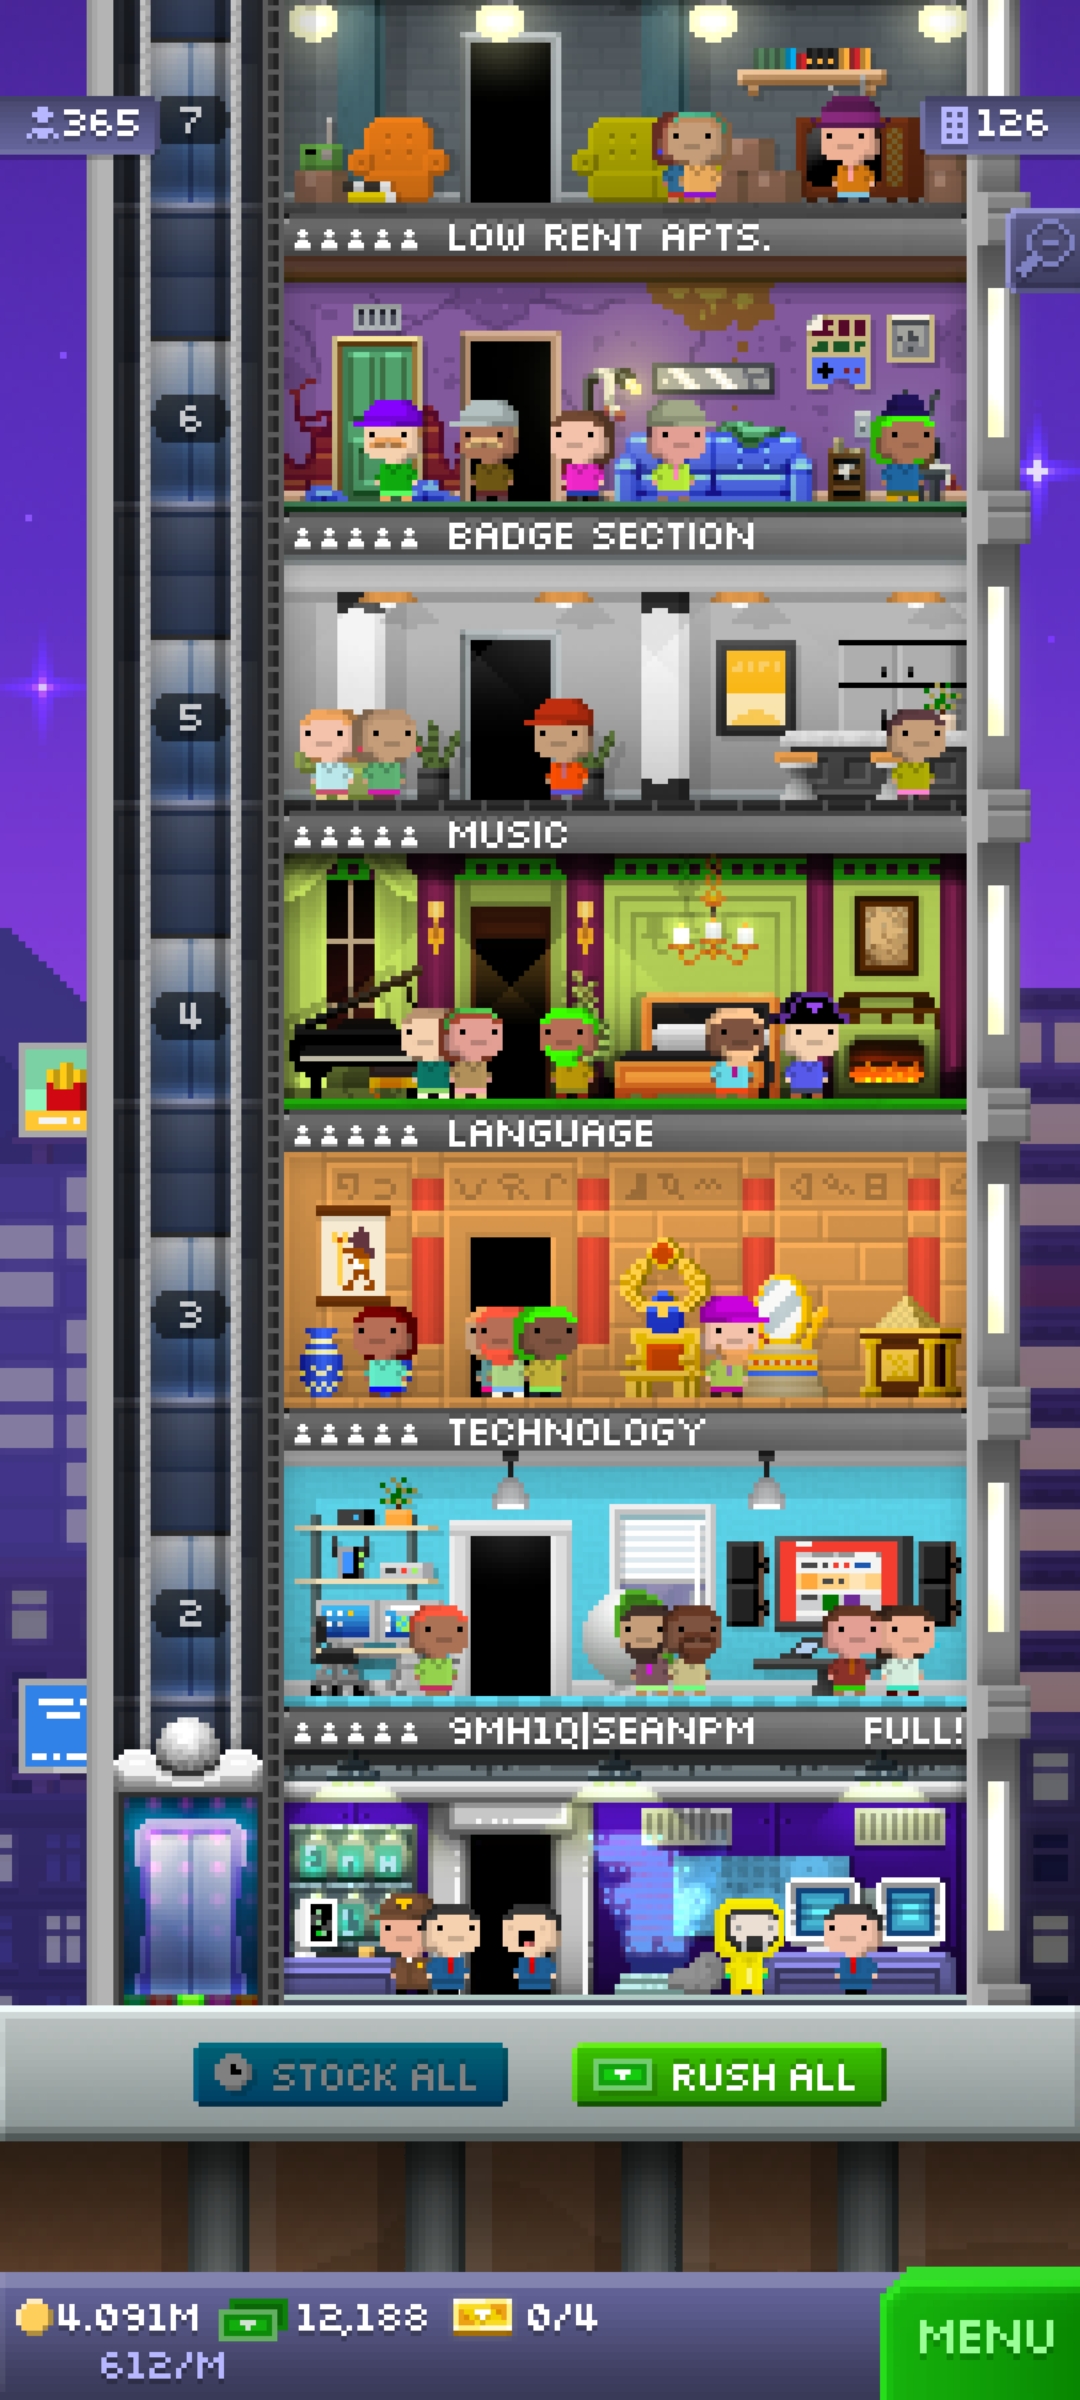 7
365
126
LOW RENT APTS.
6
BADGE SECTION
5
MUSIC
4
LANGUAGE
3
TECHNOLOGY
2
9MH1Q|SEANPM FULL!
STOCK ALL
RUSH ALL
4.091M 12,188 0/4
612/M
MENU